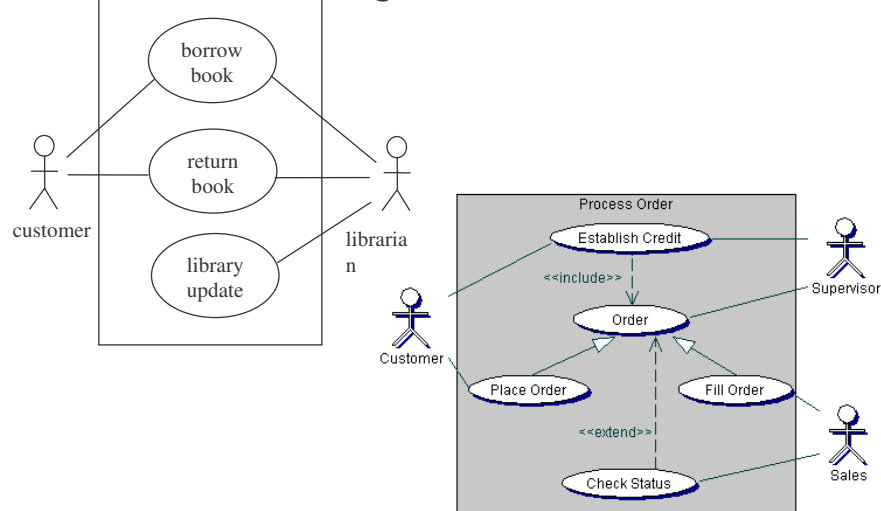 borrow
book
return
book
customer
libraria
n
library
update
Process Order
Establish Credit
<<include>>
Supervisor
Order
Customer
Place Order
Fill Order
<<extend>>
Sales
Check Status